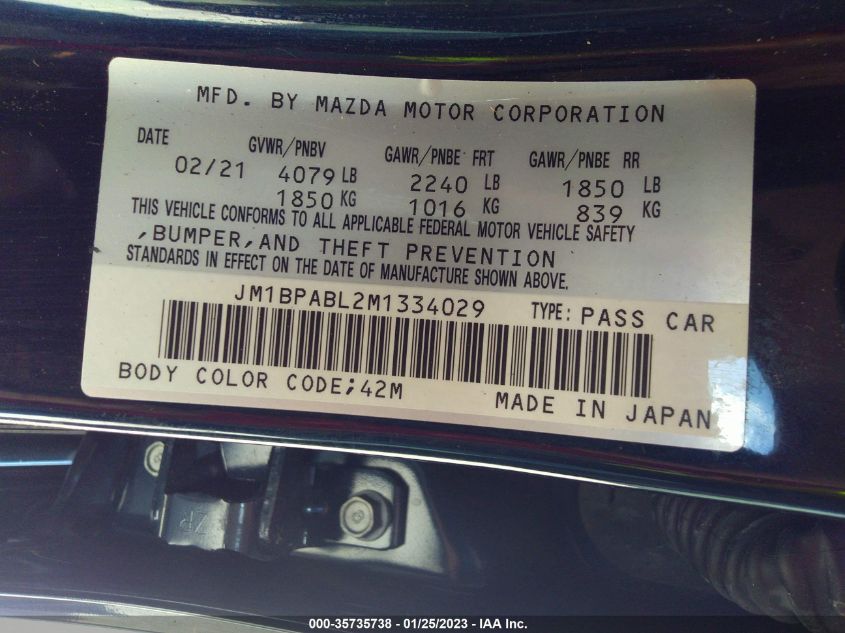 MFD. BY MAZDA MOTOR CORPORATION
DATE GVWR/PNBV GAWR/PNBE FRT GAWR/PNBE RR
02/21 4079 LB 2240 LB 1850 LB
1850 KG 1016 KG 839 KG
THIS VEHICLE CONFORMS TO ALL APPLICABLE FEDERAL MOTOR VEHICLE SAFETY
,BUMPER,AND THEFT PREVENTION
STANDARDS IN EFFECT ON THE DATE OF MANUFACTURE SHOWN ABOVE.
JM1BPABL2M1334029 TYPE: PASS CAR
BODY COLOR CODE;42M MADE IN JAPAN
ZP
000-35735738 - 01/25/2023 - IAA Inc.